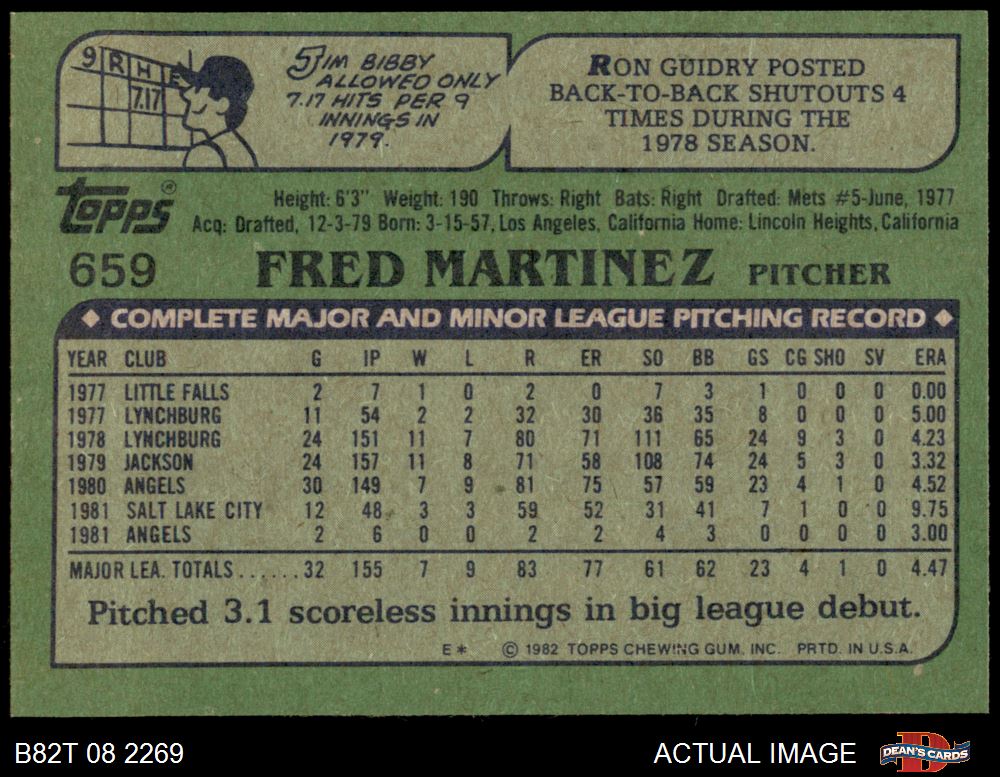 9 R H E
7.17
JIM BIBBY
ALLOWED ONLY
7.17 HITS PER 9
INNINGS IN
1979.
RON GUIDRY POSTED
BACK-TO-BACK SHUTOUTS 4
TIMES DURING THE
1978 SEASON.
topps®
Height: 6'3" Weight: 190 Throws: Right Bats: Right Drafted: Mets #5-June, 1977
Acq: Drafted, 12-3-79 Born: 3-15-57, Los Angeles, California Home: Lincoln Heights, California
659 FRED MARTINEZ PITCHER
◆ COMPLETE MAJOR AND MINOR LEAGUE PITCHING RECORD ◆
YEAR CLUB G IP W L R ER SO BB GS CG SHO SV ERA
1977 LITTLE FALLS 2 7 1 0 2 0 7 3 1 0 0 0 0.00
1977 LYNCHBURG 11 54 2 2 32 30 36 35 8 0 0 0 5.00
1978 LYNCHBURG 24 151 11 7 80 71 111 65 24 9 3 0 4.23
1979 JACKSON 24 157 11 8 71 58 108 74 24 5 3 0 3.32
1980 ANGELS 30 149 7 9 81 75 57 59 23 4 1 0 4.52
1981 SALT LAKE CITY 12 48 3 3 59 52 31 41 7 1 0 0 9.75
1981 ANGELS 2 6 0 0 2 2 4 3 0 0 0 0 3.00
MAJOR LEA. TOTALS......32 155 7 9 83 77 61 62 23 4 1 0 4.47
Pitched 3.1 scoreless innings in big league debut.
E* © 1982 TOPPS CHEWING GUM, INC. PRTD. IN U.S.A.
B82T 08 2269 ACTUAL IMAGE DEAN'S CARDS